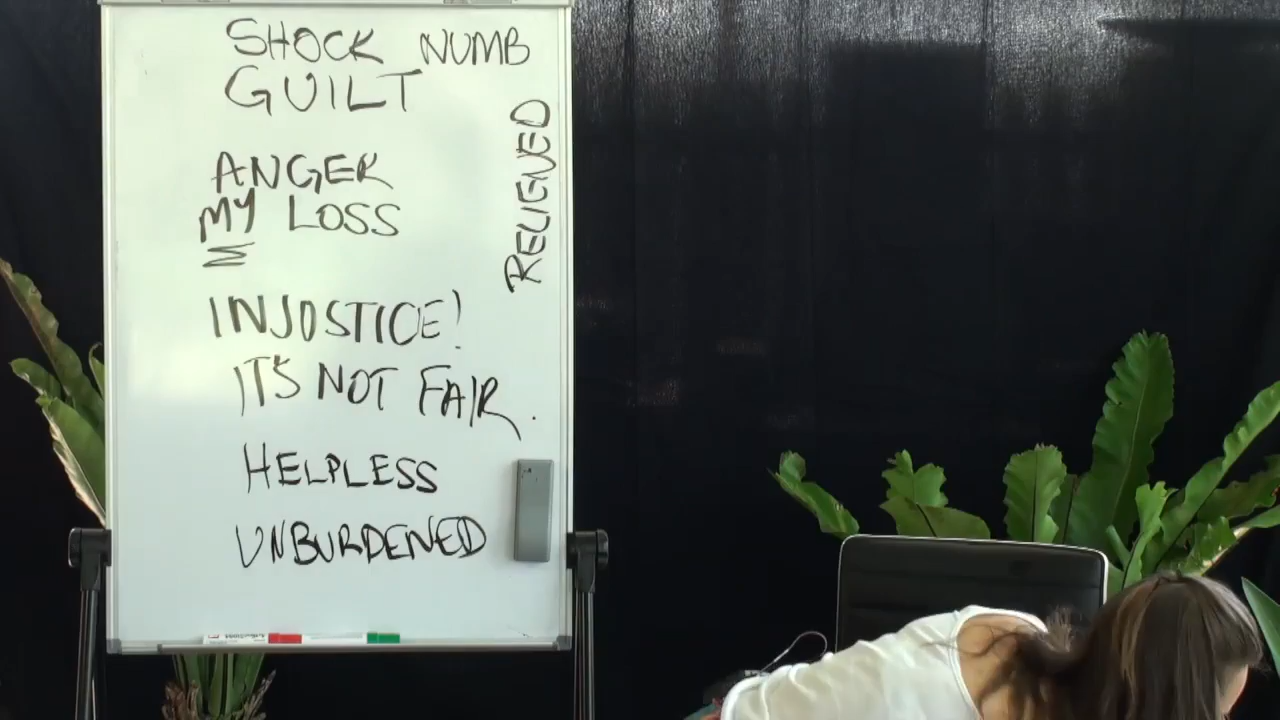 SHOCK NUMB
GUILT
RELIEVED
ANGER
MY LOSS
INJUSTICE!
IT'S NOT FAIR.
HELPLESS
UNBURDENED